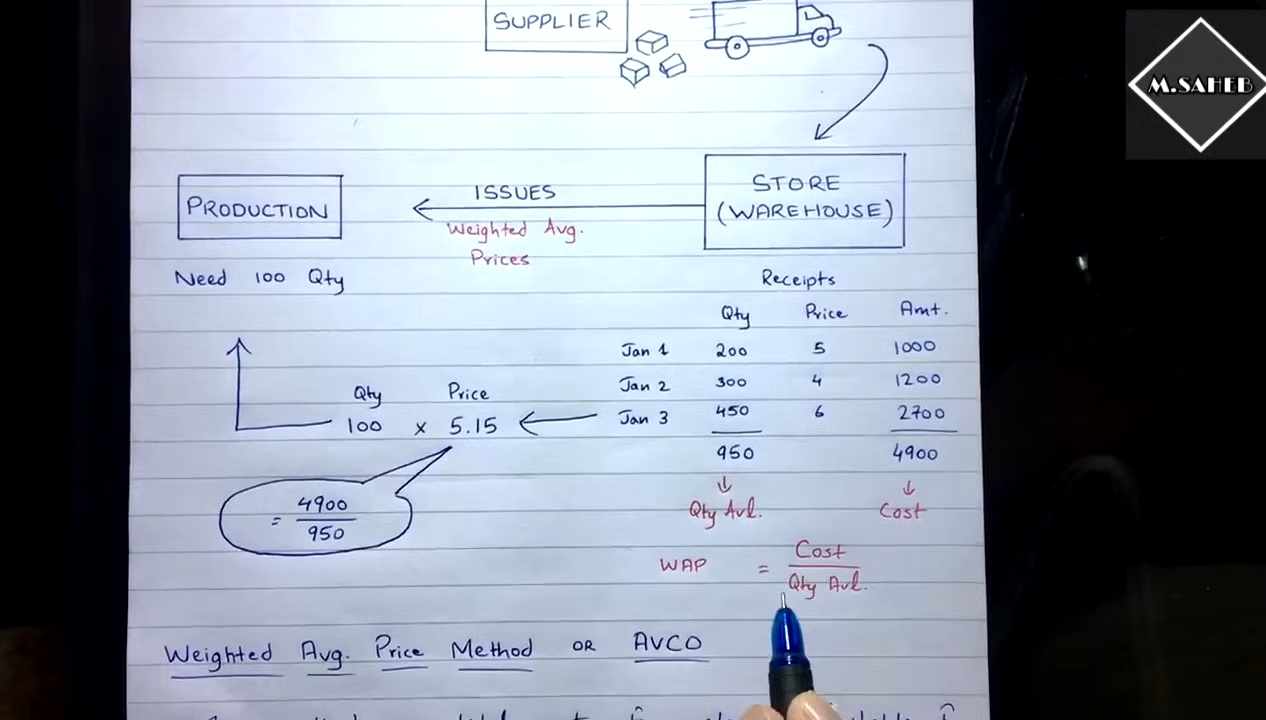 SUPPLIER
M.SAHEB
PRODUCTION
ISSUES
Weighted Avg.
Prices
STORE
(WAREHOUSE)
Need 100 Qty
Receipts
Qty Price Amt.
Jan 1 200 5 1000
Jan 2 300 4 1200
Jan 3 450 6 2700
950 4900
Qty Avl. Cost
Qty Price
100 x 5.15
= 4900
950
WAP = Cost
Qty Avl.
Weighted Avg. Price Method OR AVCO